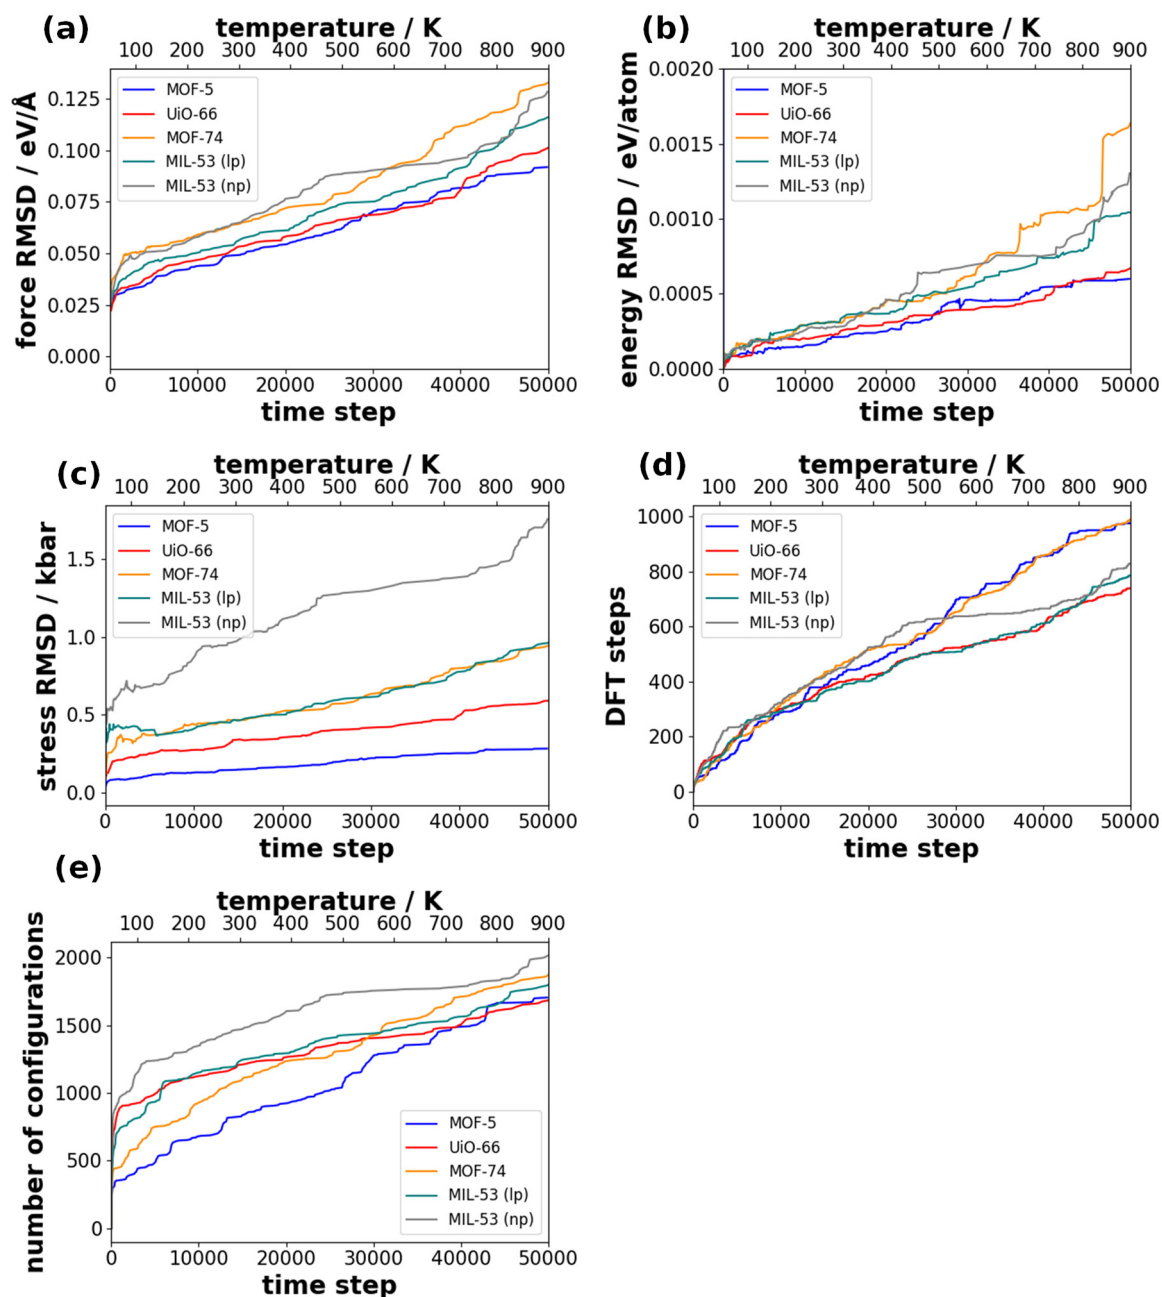 (a)
temperature / K
100 200 300 400 500 600 700 800 900
force RMSD / eV/Å
0.125
0.100
0.075
0.050
0.025
0.000
MOF-5
UiO-66
MOF-74
MIL-53 (lp)
MIL-53 (np)
0 10000 20000 30000 40000 50000
time step
(b)
temperature / K
100 200 300 400 500 600 700 800 900
energy RMSD / eV/atom
0.0020
0.0015
0.0010
0.0005
0.0000
MOF-5
UiO-66
MOF-74
MIL-53 (lp)
MIL-53 (np)
0 10000 20000 30000 40000 50000
time step
(c)
temperature / K
100 200 300 400 500 600 700 800 900
stress RMSD / kbar
1.5
1.0
0.5
0.0
MOF-5
UiO-66
MOF-74
MIL-53 (lp)
MIL-53 (np)
0 10000 20000 30000 40000 50000
time step
(d)
temperature / K
100 200 300 400 500 600 700 800 900
DFT steps
1000
800
600
400
200
0
MOF-5
UiO-66
MOF-74
MIL-53 (lp)
MIL-53 (np)
0 10000 20000 30000 40000 50000
time step
(e)
temperature / K
100 200 300 400 500 600 700 800 900
number of configurations
2000
1500
1000
500
0
MOF-5
UiO-66
MOF-74
MIL-53 (lp)
MIL-53 (np)
0 10000 20000 30000 40000 50000
time step